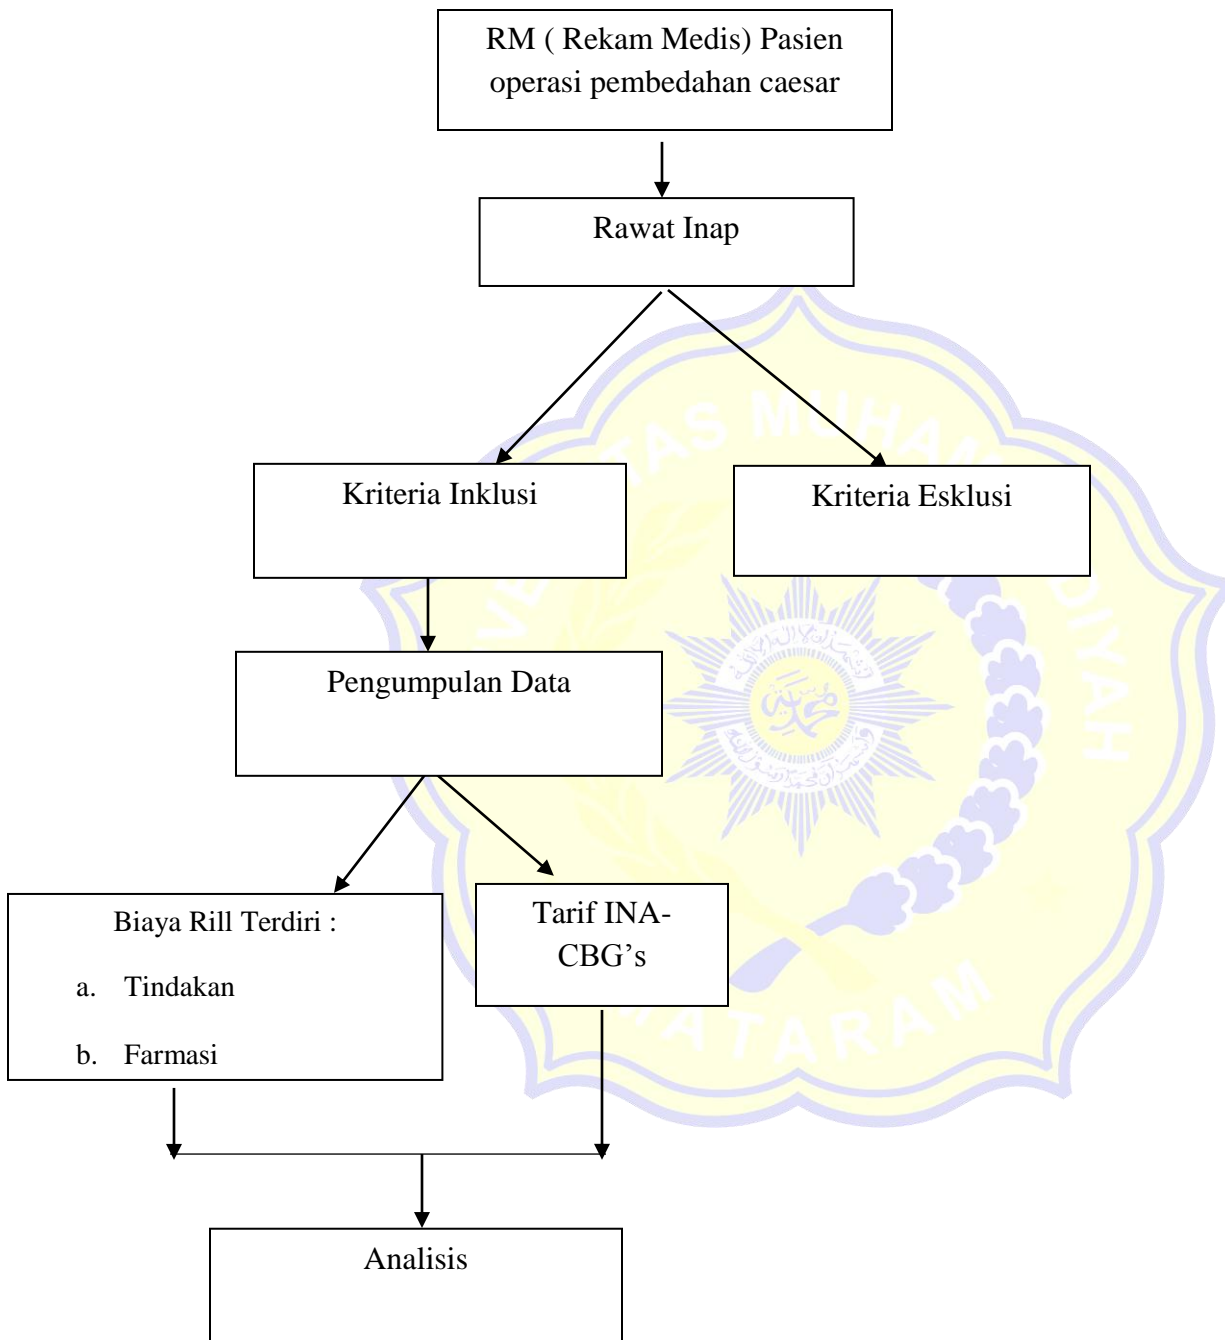 RM ( Rekam Medis) Pasien
operasi pembedahan caesar
Rawat Inap
Kriteria Inklusi
Kriteria Esklusi
Pengumpulan Data
Biaya Rill Terdiri :
a. Tindakan
b. Farmasi
Tarif INA-
CBG’s
Analisis
MATARAM